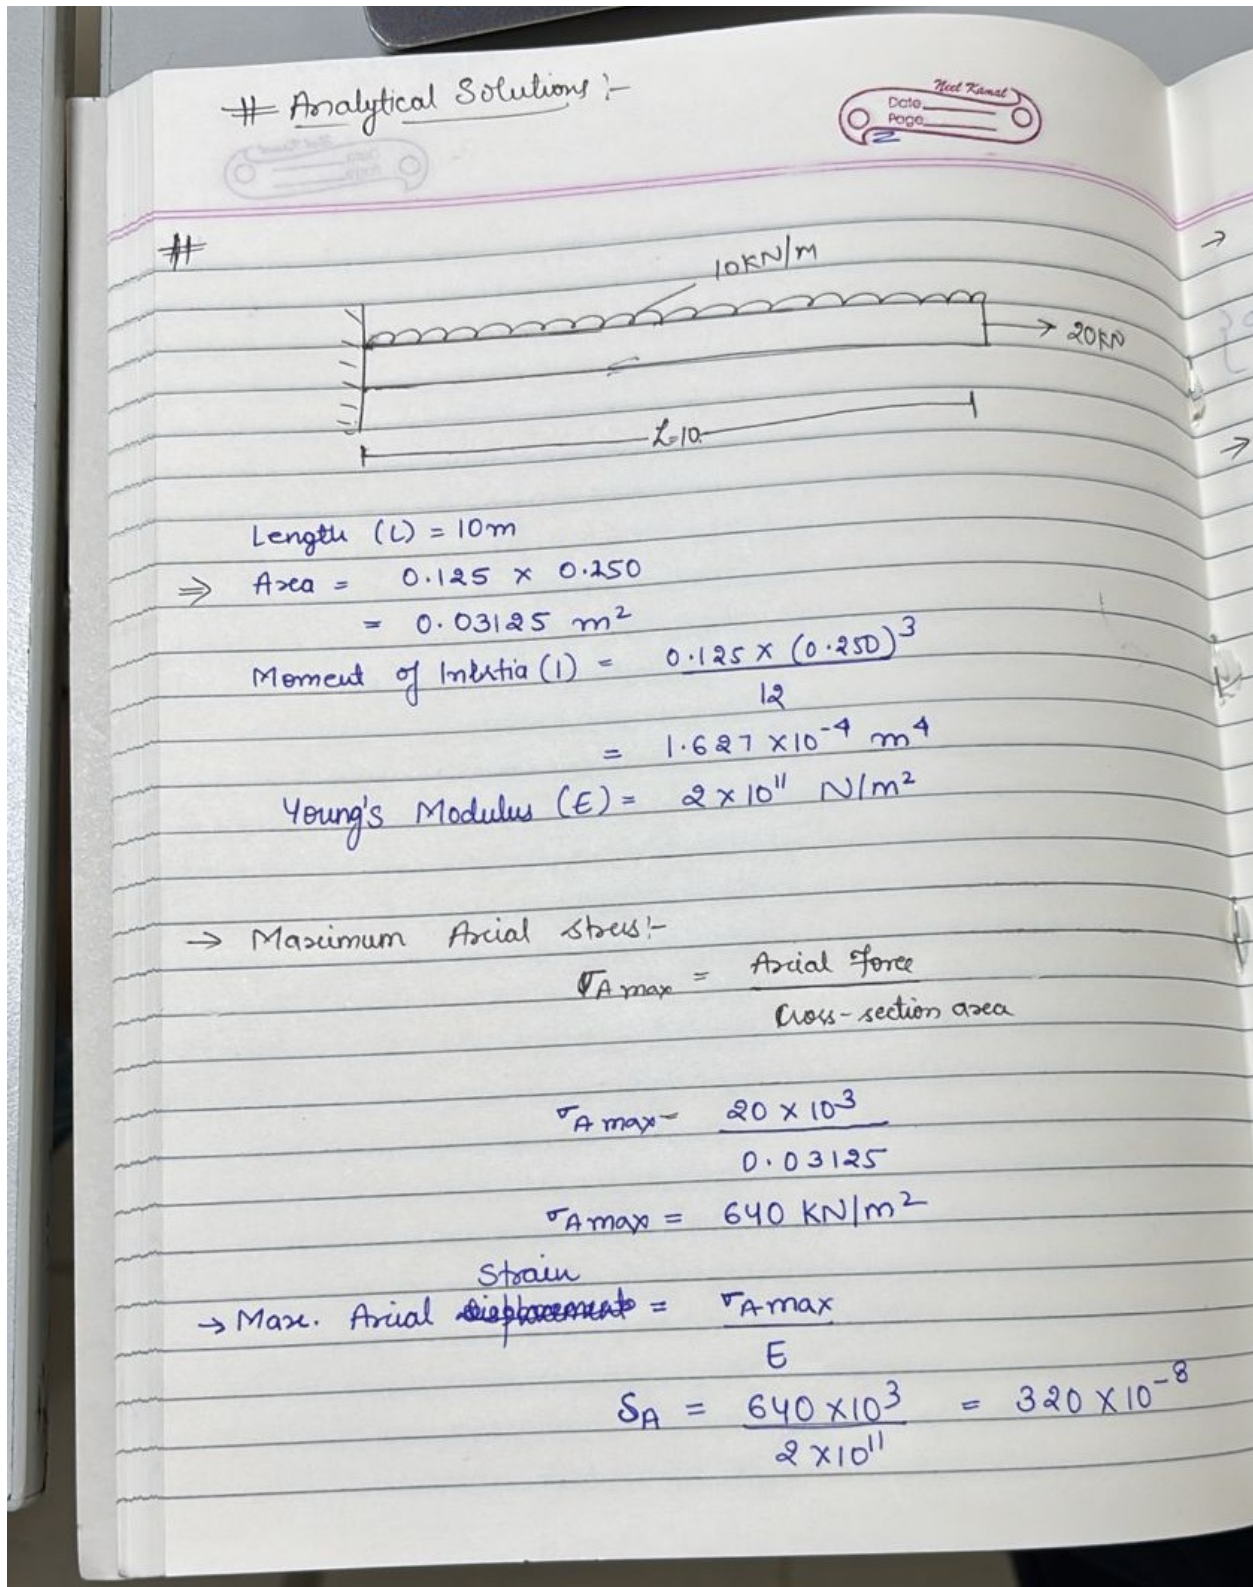 # Analytical Solutions :-
Neel Kamal
Date
Page
2
#
10KN/m
20KN
L=10
Length (L) = 10m
⇒ Area = 0.125 × 0.250
= 0.03125 m²
Moment of Inertia (I) = 0.125 × (0.250)³
12
= 1.627 × 10⁻⁴ m⁴
Young's Modulus (E) = 2 × 10¹¹ N/m²
→ Maximum Axial stress:-
σA max = Axial Force
Cross-section area
σA max = 20 × 10³
0.03125
σA max = 640 KN/m²
Strain
→ Max. Axial displacement = σA max
E
SA = 640 × 10³ = 320 × 10⁻⁸
2 × 10¹¹